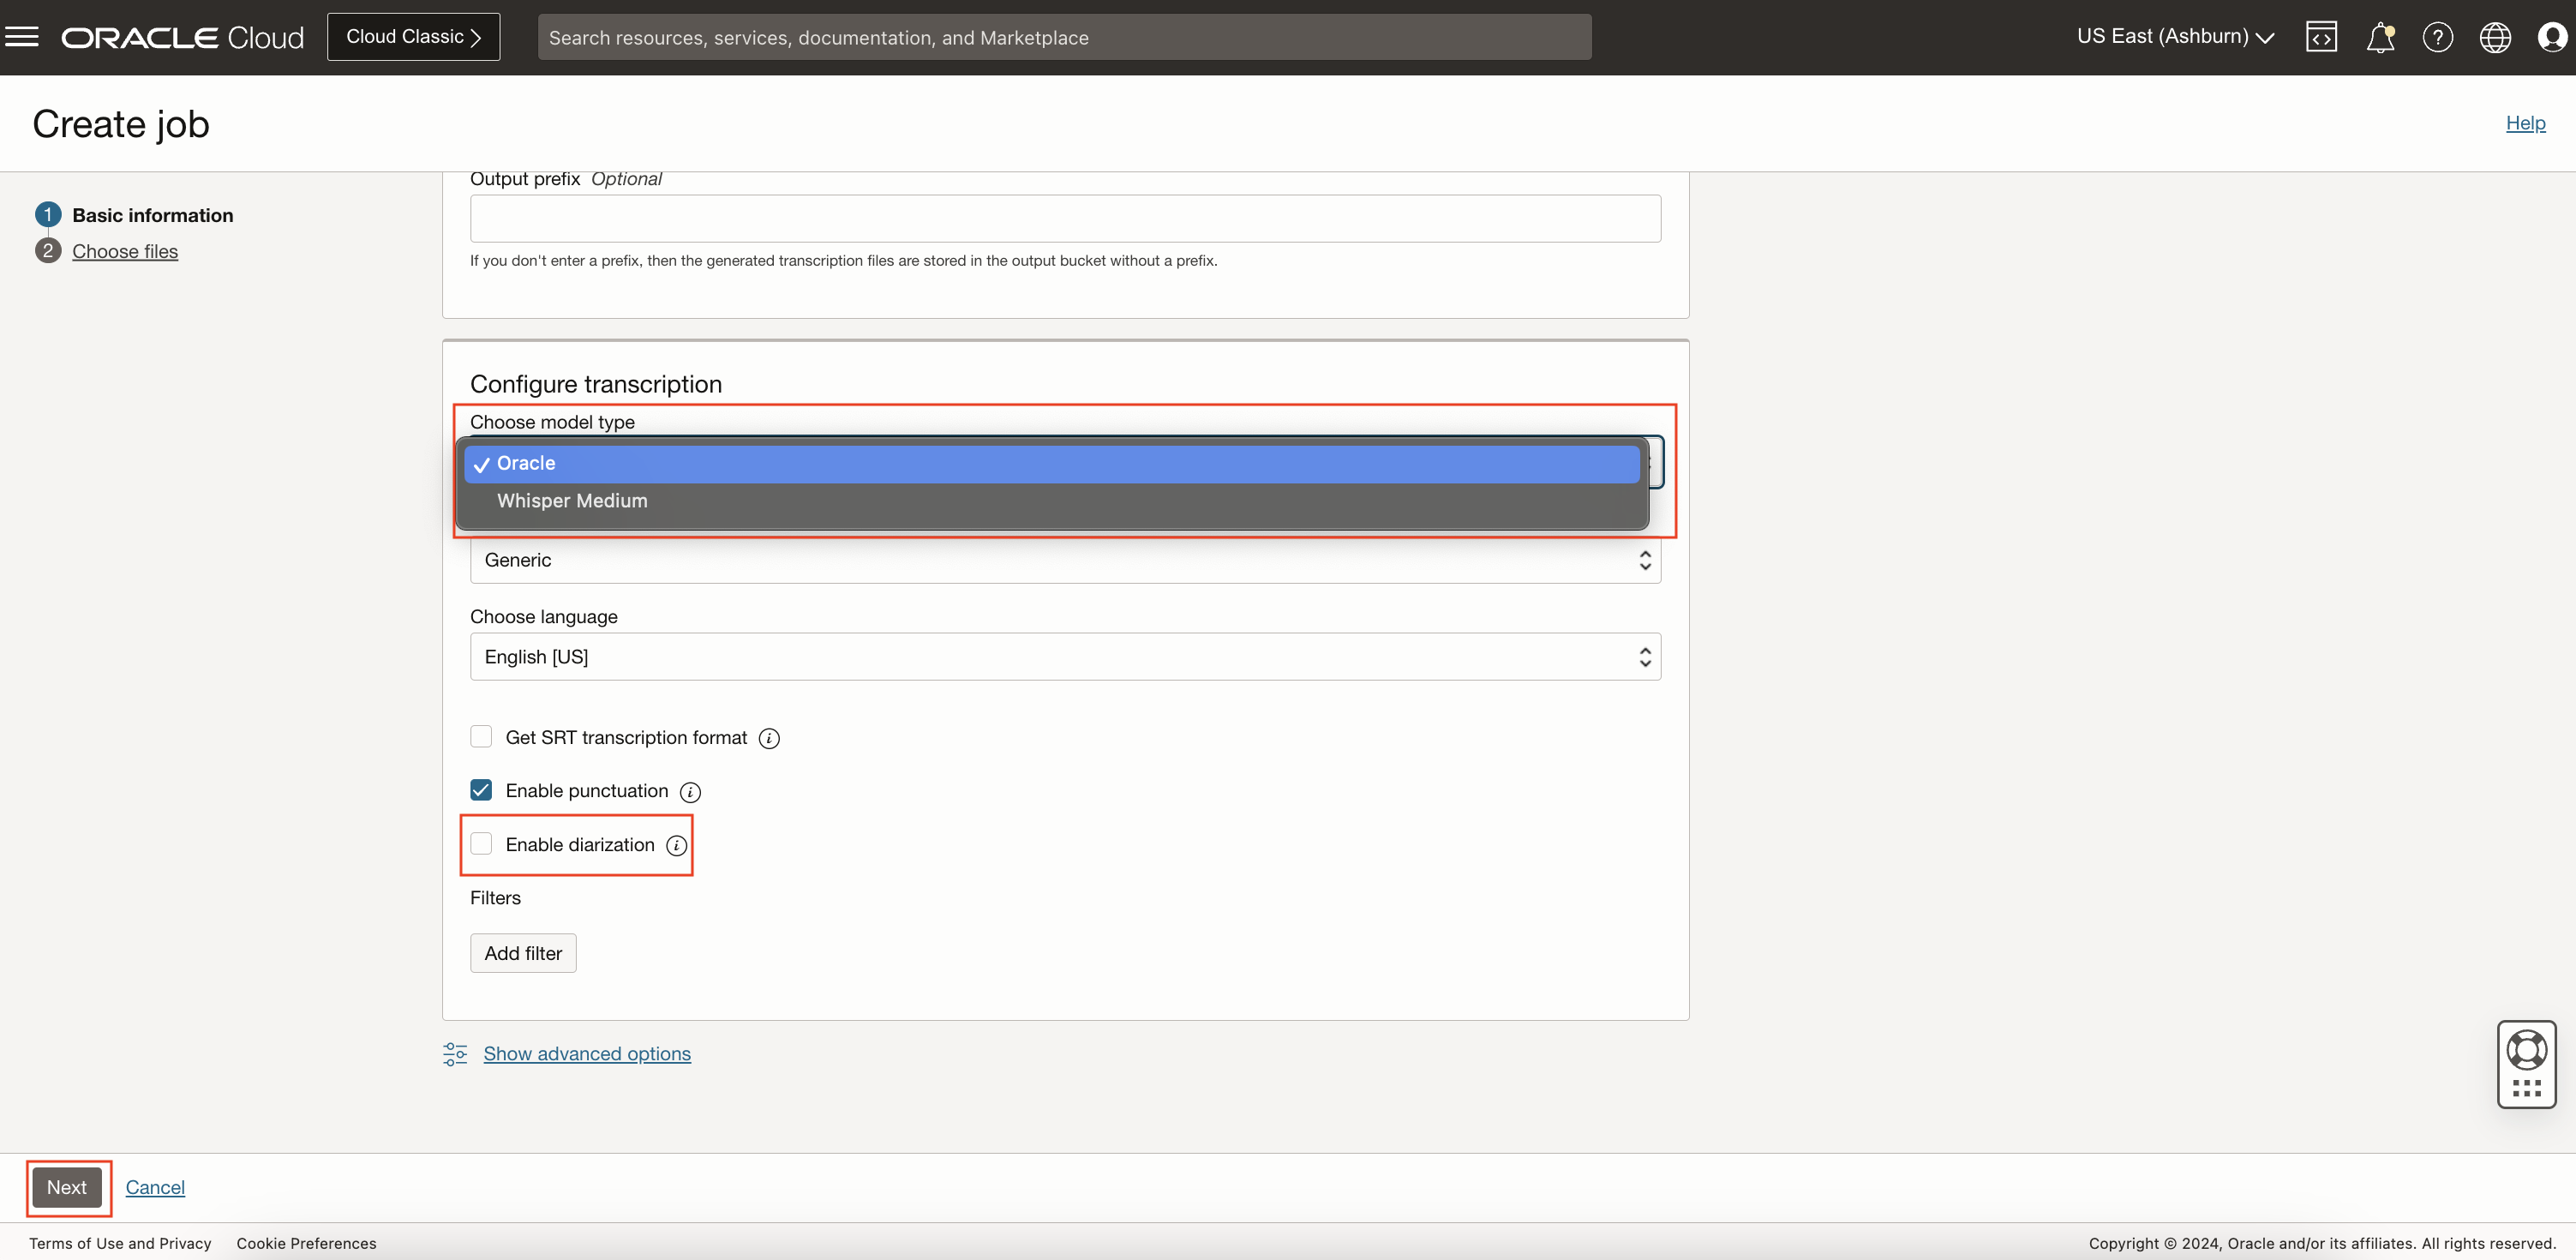 ORACLE Cloud
Cloud Classic
Search resources, services, documentation, and Marketplace
US East (Ashburn)
Create job
Help
1 Basic information
2 Choose files
Output prefix Optional
If you don't enter a prefix, then the generated transcription files are stored in the output bucket without a prefix.
Configure transcription
Choose model type
Oracle
Whisper Medium
Generic
Choose language
English [US]
Get SRT transcription format
Enable punctuation
Enable diarization
Filters
Add filter
Show advanced options
Next
Cancel
Terms of Use and Privacy
Cookie Preferences
Copyright © 2024, Oracle and/or its affiliates. All rights reserved.